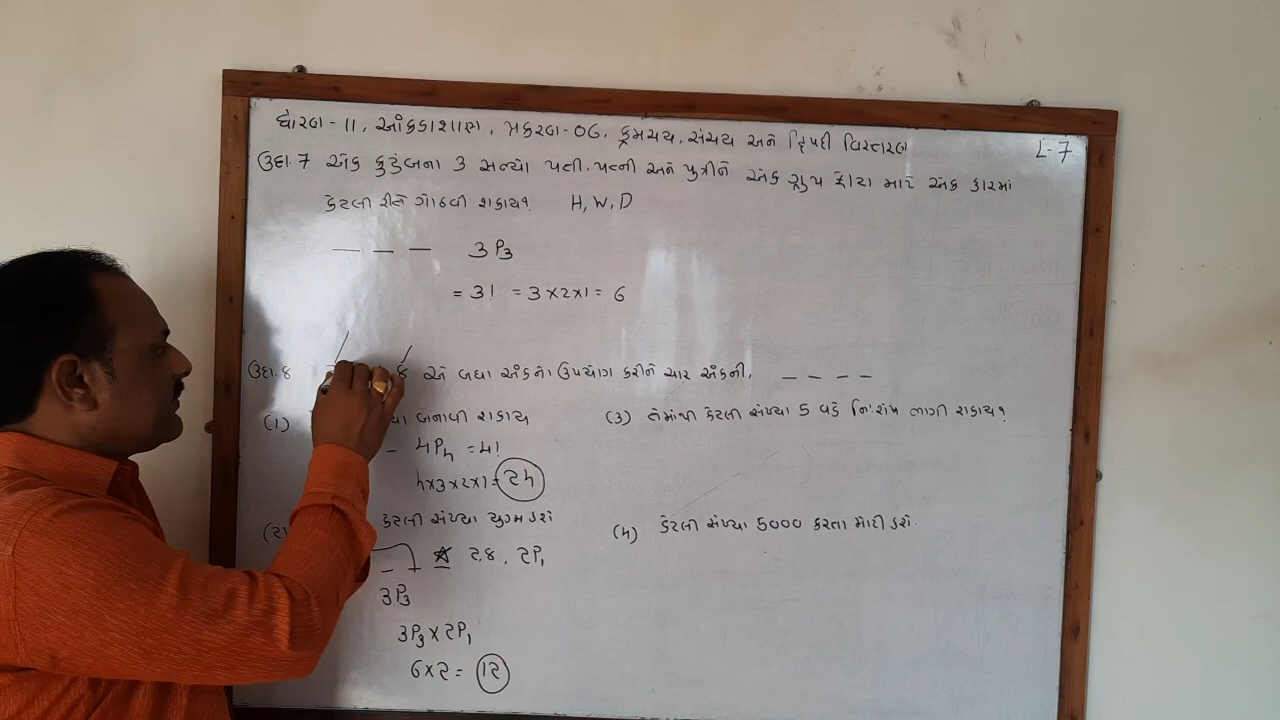 ધોરણ - 11, આંકડાશાસ્ત્ર, પ્રકરણ - 06, ક્રમચય, સંચય અને દ્વિપદી વિસ્તરણ L-7
ઉદા. 7 એક કુટુંબના 3 સભ્યો પતી, પત્ની અને પુત્રીને એક ગ્રુપ ફોટા માટે એક હારમાં
કેટલી રીતે ગોઠવી શકાય? H, W, D
_ _ _ 3P3
= 3! = 3×2×1 = 6
ઉદા. ૪ ૪ એ બધા અંકનો ઉપયોગ કરીને ચાર અંકની, _ _ _ _
(1) બનાવી શકાય
4P4 = 4!
4×3×2×1 = 24
(2) કેટલી સંખ્યા યુગ્મ હશે
2,8, 2P1
3P3
3P3 × 2P1
6×2 = 12
(3) તેમાંથી કેટલી સંખ્યા 5 વડે નિઃશેષ ભાગી શકાય?
(4) કેટલી સંખ્યા 5000 કરતા મોટી હશે.